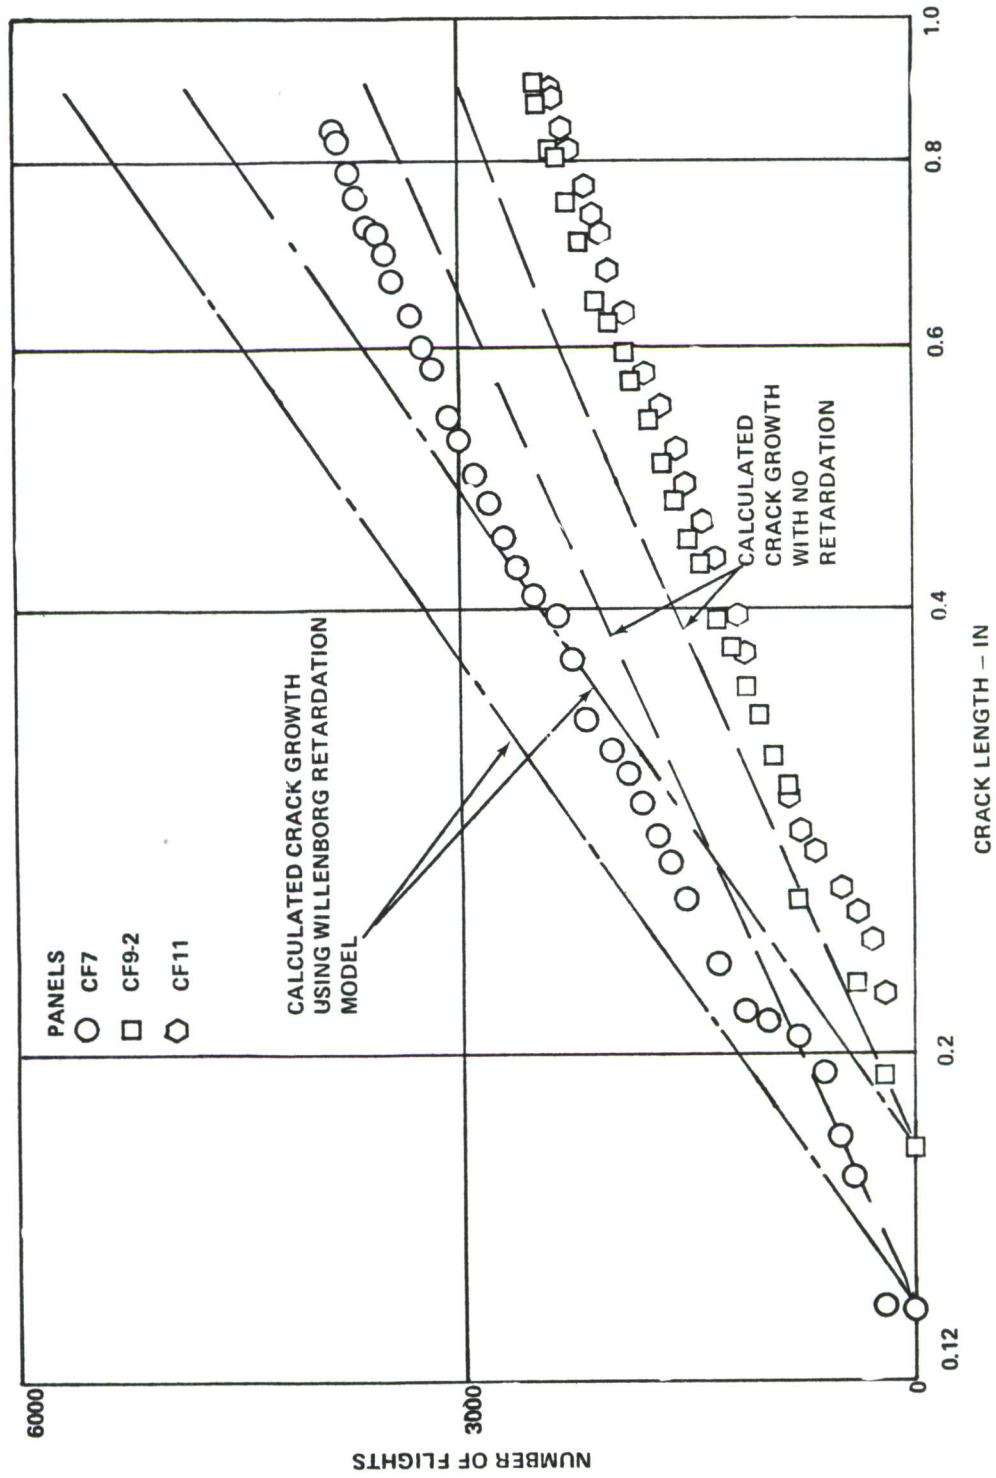 PANELS
CF7
CF9-2
CF11
CALCULATED CRACK GROWTH
USING WILLENBORG RETARDATION
MODEL
CALCULATED
CRACK GROWTH
WITH NO
RETARDATION
6000
3000
0
NUMBER OF FLIGHTS
0.12
0.2
0.4
0.6
0.8
1.0
CRACK LENGTH – IN